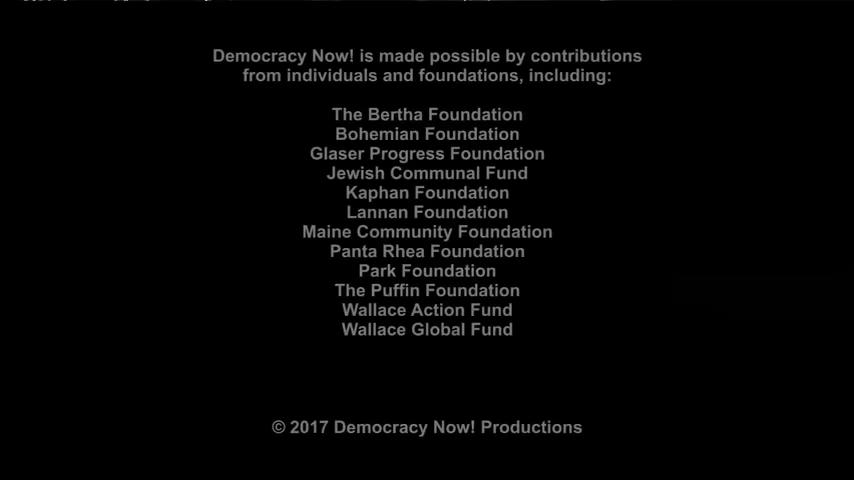 Democracy Now! is made possible by contributions
from individuals and foundations, including:
The Bertha Foundation
Bohemian Foundation
Glaser Progress Foundation
Jewish Communal Fund
Kaphan Foundation
Lannan Foundation
Maine Community Foundation
Panta Rhea Foundation
Park Foundation
The Puffin Foundation
Wallace Action Fund
Wallace Global Fund
© 2017 Democracy Now! Productions